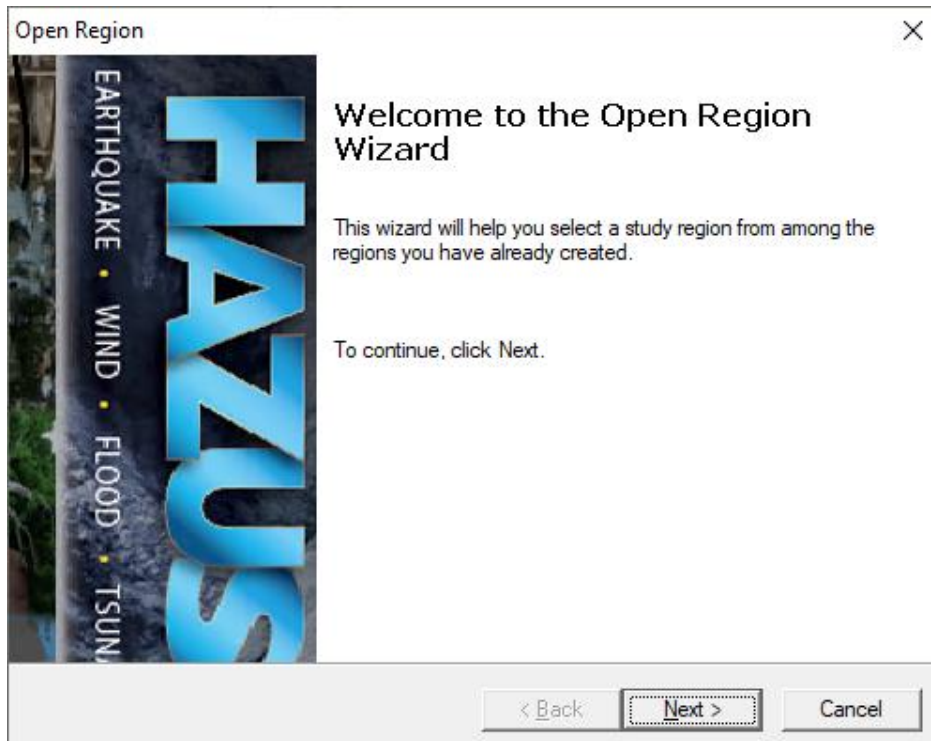 Open Region
EARTHQUAKE • WIND • FLOOD • TSUN
HAZUS
Welcome to the Open Region
Wizard
This wizard will help you select a study region from among the
regions you have already created.
To continue, click Next.
< Back
Next >
Cancel